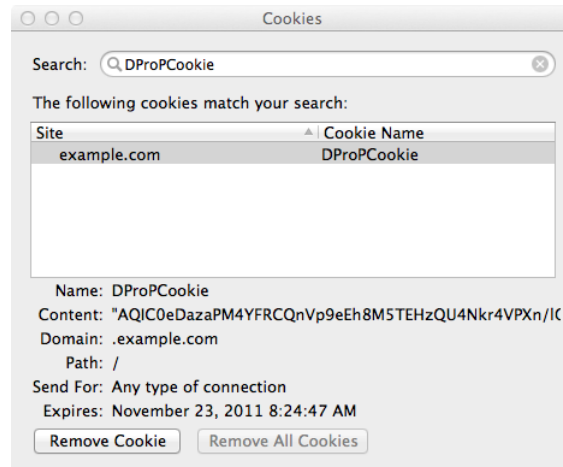 Cookies
Search: DProPCookie
The following cookies match your search:
Site Cookie Name
example.com DProPCookie
Name: DProPCookie
Content: "AQIC0eDazaPM4YFRCQnVp9eEh8M5TEHzQU4Nkr4VPXn/
Domain: .example.com
Path: /
Send For: Any type of connection
Expires: November 23, 2011 8:24:47 AM
Remove Cookie Remove All Cookies